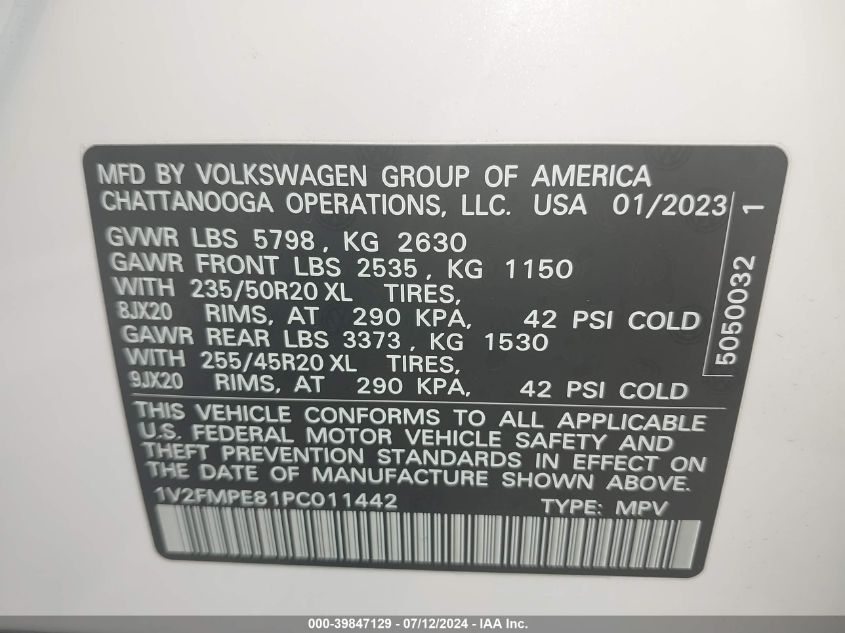 MFD BY VOLKSWAGEN GROUP OF AMERICA
CHATTANOOGA OPERATIONS, LLC. USA 01/2023
GVWR LBS 5798, KG 2630
GAWR FRONT LBS 2535, KG 1150
WITH 235/50R20 XL TIRES,
8JX20 RIMS, AT 290 KPA, 42 PSI COLD
GAWR REAR LBS 3373, KG 1530
WITH 255/45R20 XL TIRES,
9JX20 RIMS, AT 290 KPA, 42 PSI COLD
THIS VEHICLE CONFORMS TO ALL APPLICABLE
U.S. FEDERAL MOTOR VEHICLE SAFETY AND
THEFT PREVENTION STANDARDS IN EFFECT ON
THE DATE OF MANUFACTURE SHOWN ABOVE.
1V2FMPE81PC011442 TYPE: MPV
5050032 1
000-39847129 - 07/12/2024 - IAA Inc.